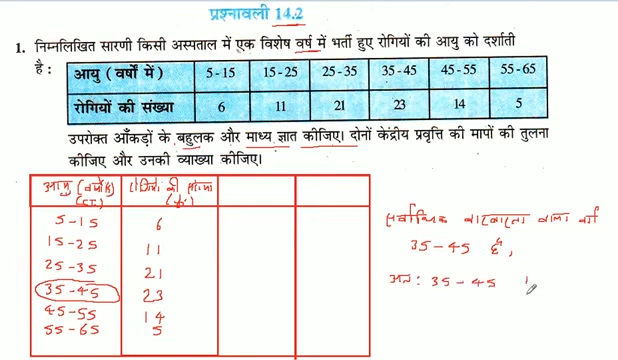 प्रश्नावली 14.2
1. निम्नलिखित सारणी किसी अस्पताल में एक विशेष वर्ष में भर्ती हुए रोगियों की आयु को दर्शाती
है :
आयु (वर्षों में) 5-15 15-25 25-35 35-45 45-55 55-65
रोगियों की संख्या 6 11 21 23 14 5
उपरोक्त आँकड़ों के बहुलक और माध्य ज्ञात कीजिए। दोनों केंद्रीय प्रवृत्ति की मापों की तुलना
कीजिए और उनकी व्याख्या कीजिए।
आयु (वर्षों में) रोगियों की संख्या
(C.I.) (fi)
5-15 6
15-25 11
25-35 21
35-45 23
45-55 14
55-65 5
सर्वाधिक बारंबारता वाला वर्ग
35-45 है,
अतः 35-45